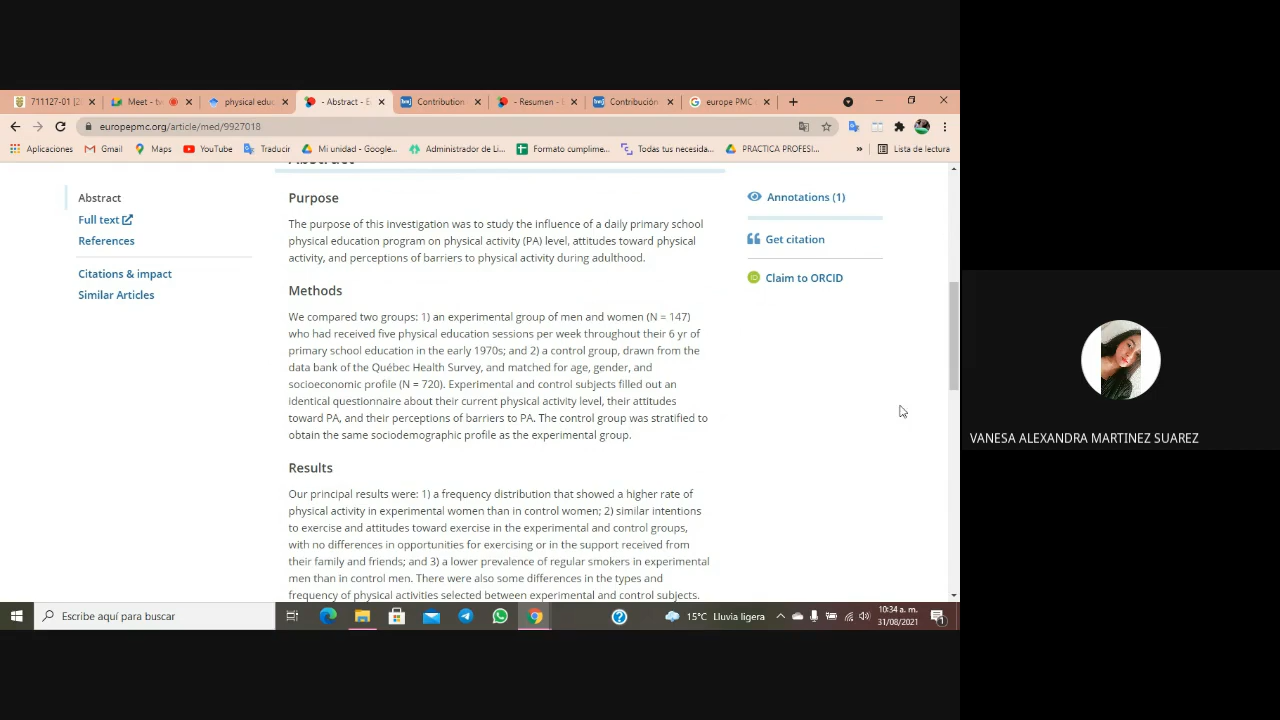 711127-01 (2
Meet - b
physical edu
- Abstract - E
Contribution
- Resumen - I
Contribución
europe PMC
europepmc.org/article/med/9927018
Aplicaciones
Gmail
Maps
YouTube
Traducir
Mi unidad - Google...
Administrador de Li...
Formato cumplime...
Todas tus necesida...
PRACTICA PROFESI...
»
Lista de lectura
Abstract
Abstract
Full text
References
Citations & impact
Similar Articles
Purpose
The purpose of this investigation was to study the influence of a daily primary school
physical education program on physical activity (PA) level, attitudes toward physical
activity, and perceptions of barriers to physical activity during adulthood.
Methods
We compared two groups: 1) an experimental group of men and women (N = 147)
who had received five physical education sessions per week throughout their 6 yr of
primary school education in the early 1970s; and 2) a control group, drawn from the
data bank of the Québec Health Survey, and matched for age, gender, and
socioeconomic profile (N = 720). Experimental and control subjects filled out an
identical questionnaire about their current physical activity level, their attitudes
toward PA, and their perceptions of barriers to PA. The control group was stratified to
obtain the same sociodemographic profile as the experimental group.
Results
Our principal results were: 1) a frequency distribution that showed a higher rate of
physical activity in experimental women than in control women; 2) similar intentions
to exercise and attitudes toward exercise in the experimental and control groups,
with no differences in opportunities for exercising or in the support received from
their family and friends; and 3) a lower prevalence of regular smokers in experimental
men than in control men. There were also some differences in the types and
frequency of physical activities selected between experimental and control subjects.
Annotations (1)
Get citation
Claim to ORCID
VANESA ALEXANDRA MARTINEZ SUAREZ
Escribe aquí para buscar
15°C Lluvia ligera
10:34 a. m.
31/08/2021
1